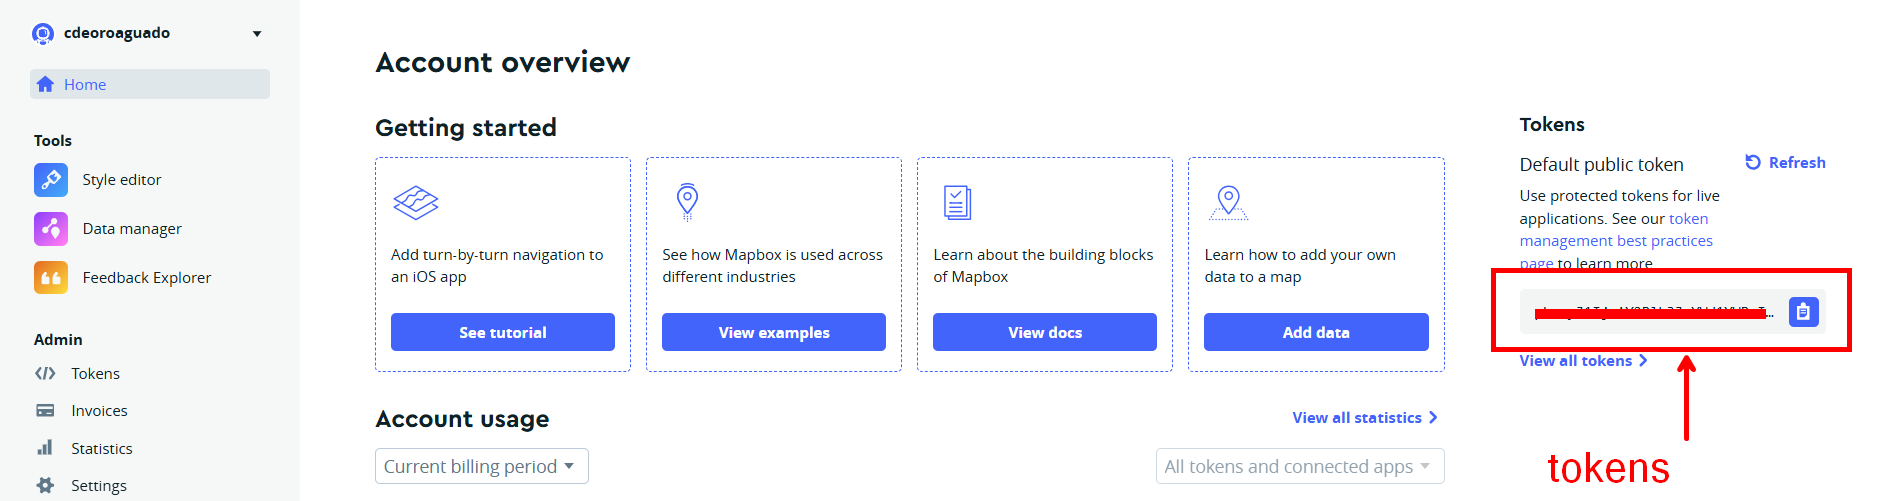 cdeoroaguado
Home
Tools
Style editor
Data manager
Feedback Explorer
Admin
Tokens
Invoices
Statistics
Settings
Account overview
Getting started
Add turn-by-turn navigation to
an iOS app
See tutorial
See how Mapbox is used across
different industries
View examples
Learn about the building blocks
of Mapbox
View docs
Learn how to add your own
data to a map
Add data
Account usage
View all statistics
Current billing period
All tokens and connected apps
Tokens
Default public token
Refresh
Use protected tokens for live
applications. See our token
management best practices
page to learn more
View all tokens
tokens